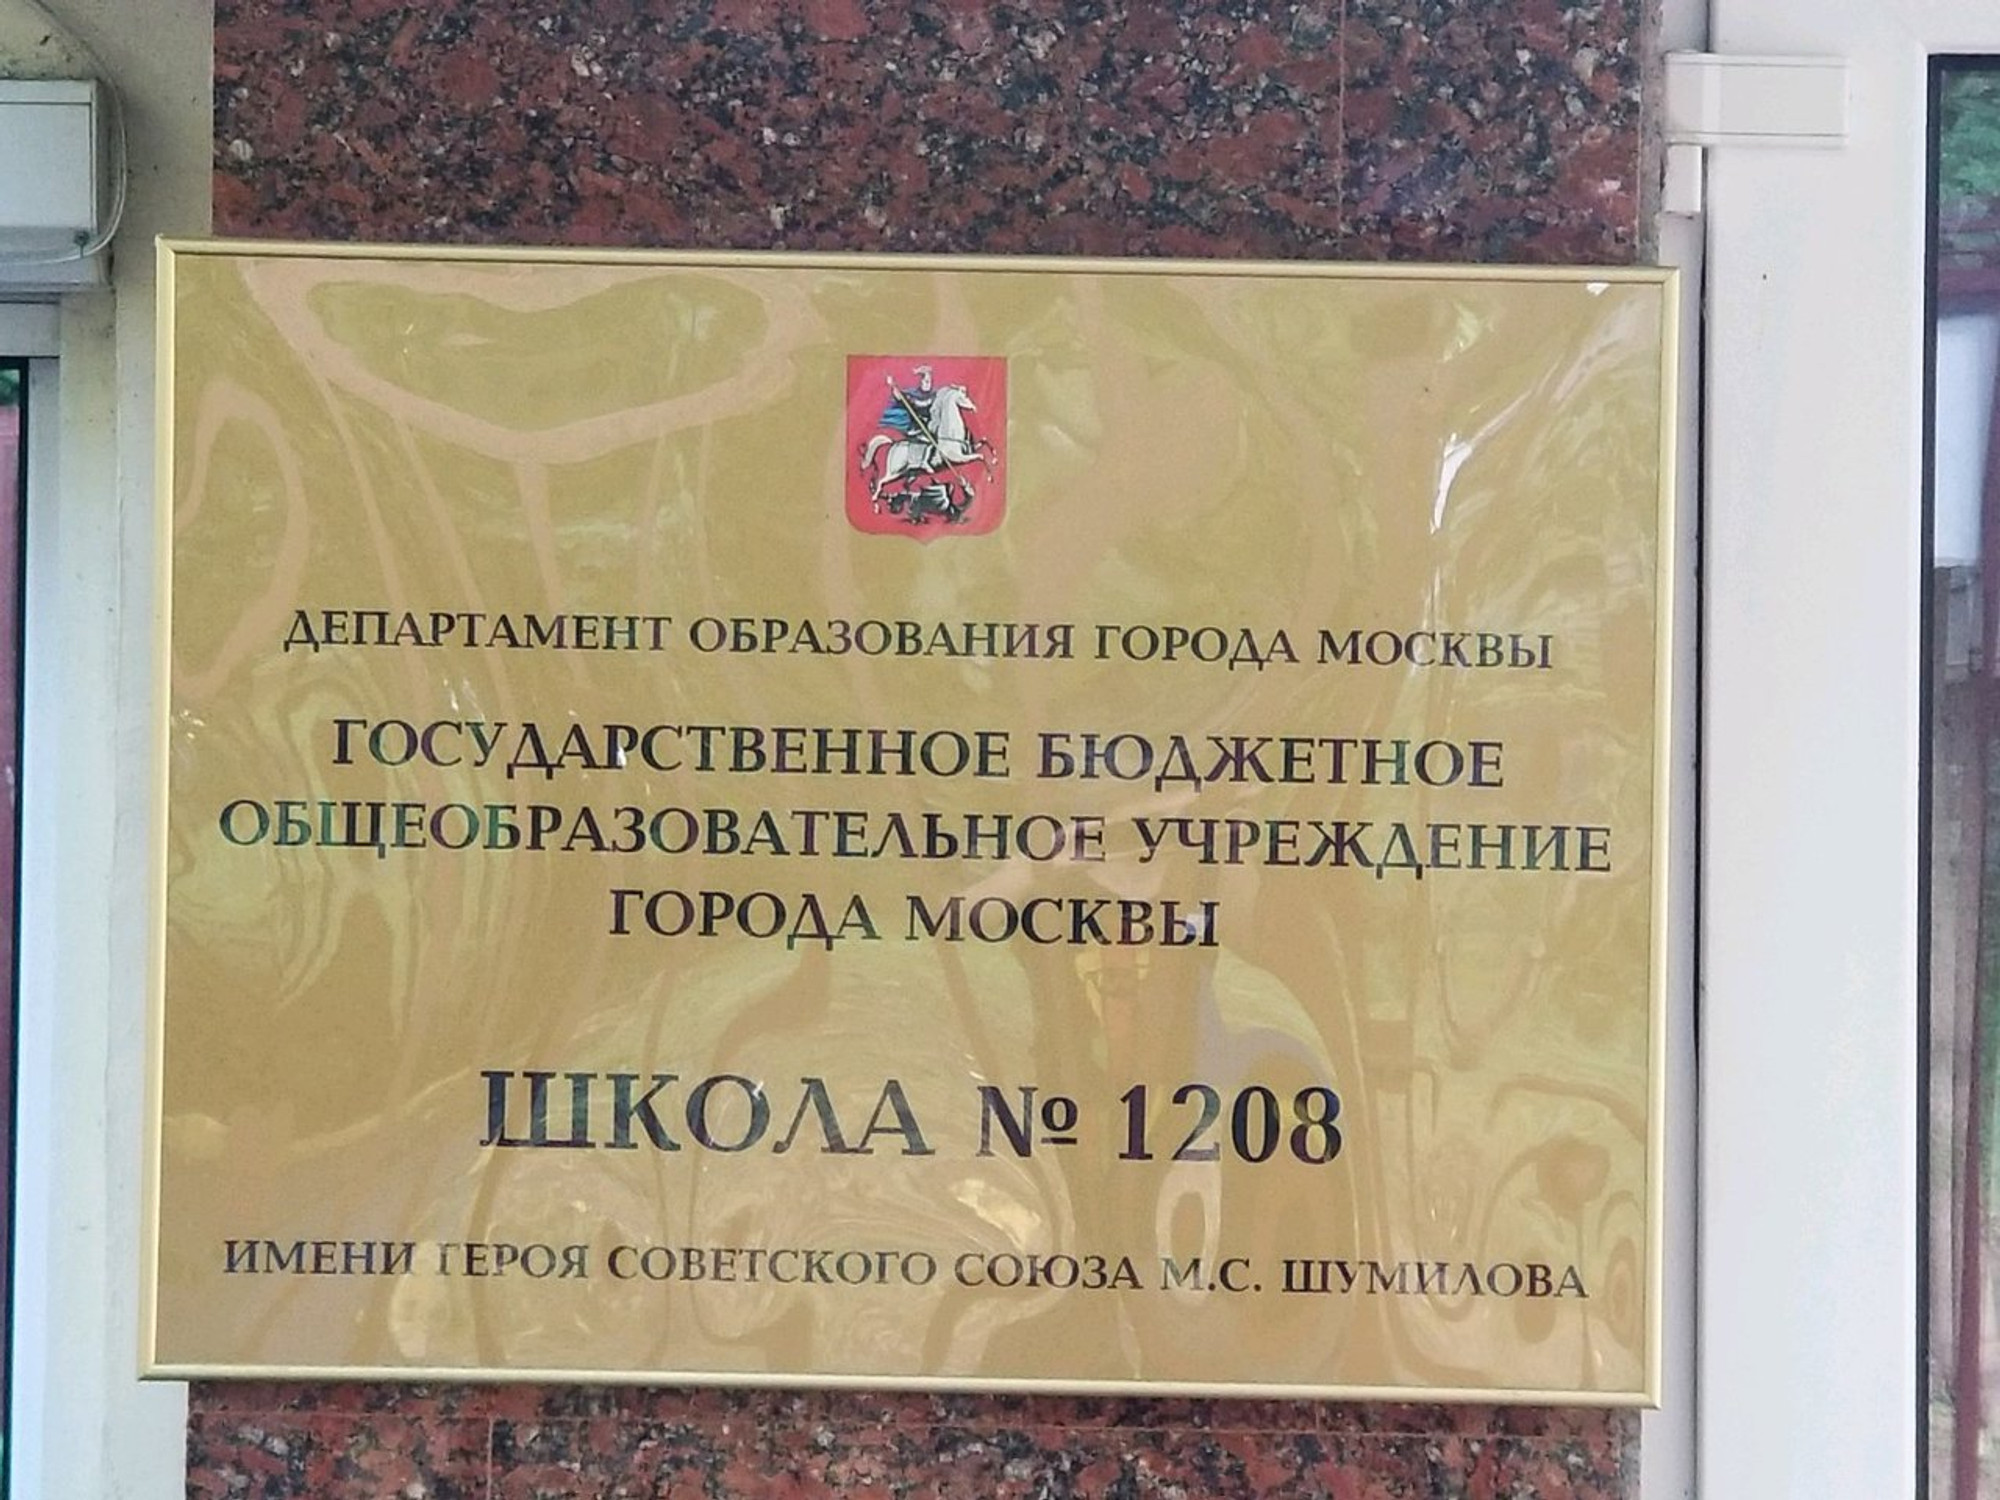 ДЕПАРТАМЕНТ ОБРАЗОВАНИЯ ГОРОДА МОСКВЫ
ГОСУДАРСТВЕННОЕ БЮДЖЕТНОЕ
ОБЩЕОБРАЗОВАТЕЛЬНОЕ УЧРЕЖДЕНИЕ
ГОРОДА МОСКВЫ
ШКОЛА № 1208
ИМЕНИ ГЕРОЯ СОВЕТСКОГО СОЮЗА М.С. ШУМИЛОВА